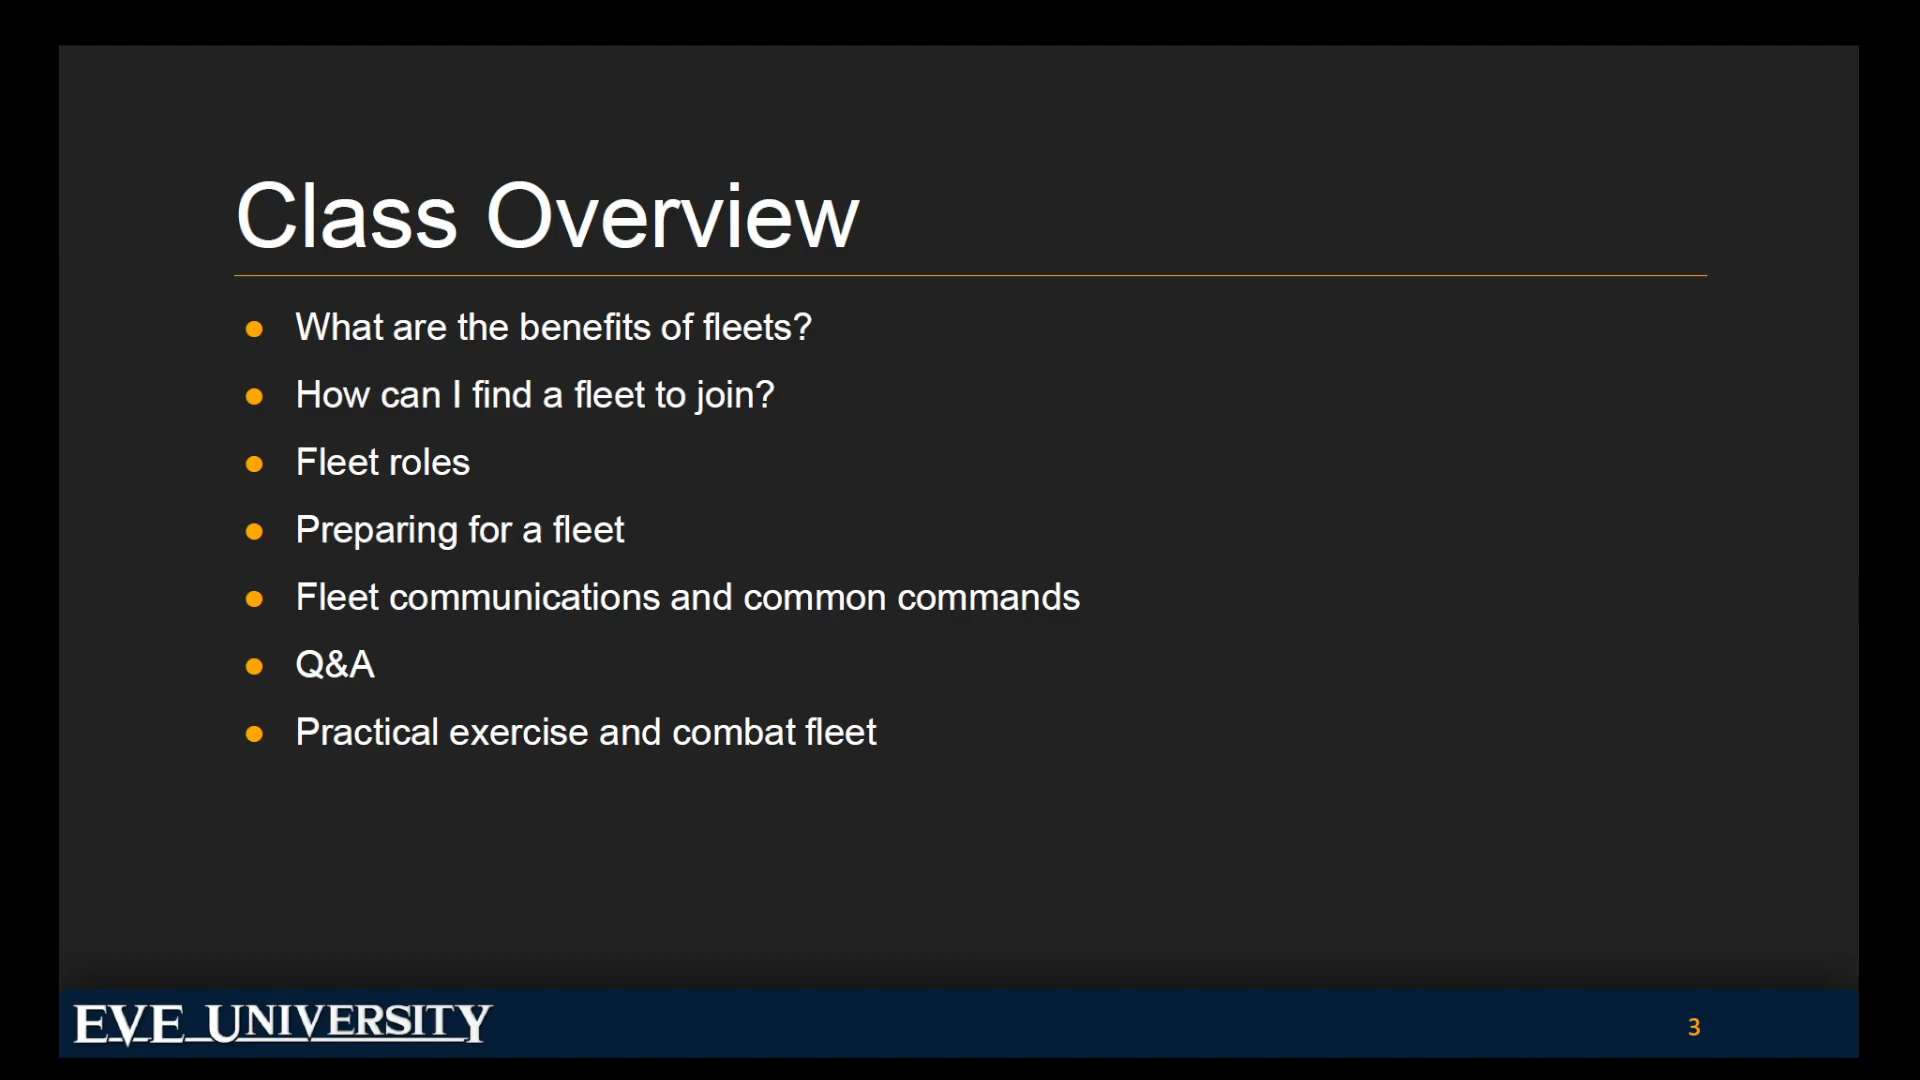 Class Overview
What are the benefits of fleets?
How can I find a fleet to join?
Fleet roles
Preparing for a fleet
Fleet communications and common commands
Q&A
Practical exercise and combat fleet
EVE UNIVERSITY
3